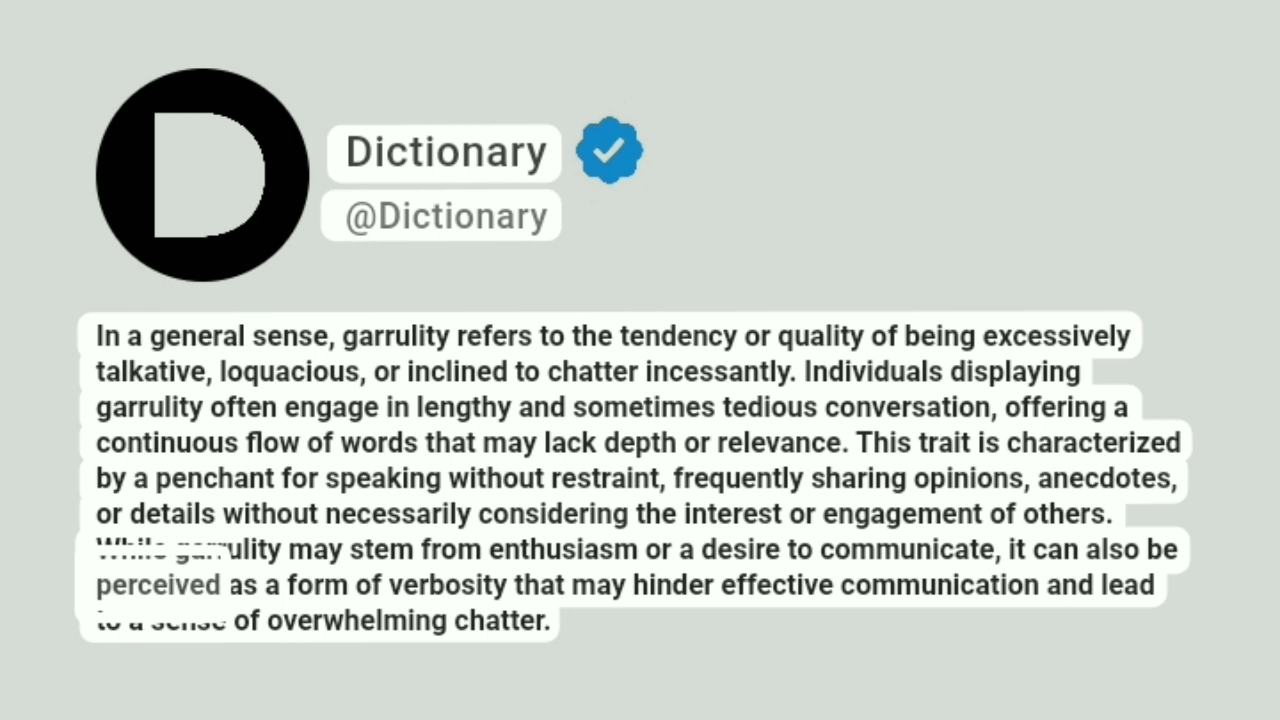 D
Dictionary
@Dictionary
In a general sense, garrulity refers to the tendency or quality of being excessively
talkative, loquacious, or inclined to chatter incessantly. Individuals displaying
garrulity often engage in lengthy and sometimes tedious conversation, offering a
continuous flow of words that may lack depth or relevance. This trait is characterized
by a penchant for speaking without restraint, frequently sharing opinions, anecdotes,
or details without necessarily considering the interest or engagement of others.
While garrulity may stem from enthusiasm or a desire to communicate, it can also be
perceived as a form of verbosity that may hinder effective communication and lead
to a sense of overwhelming chatter.